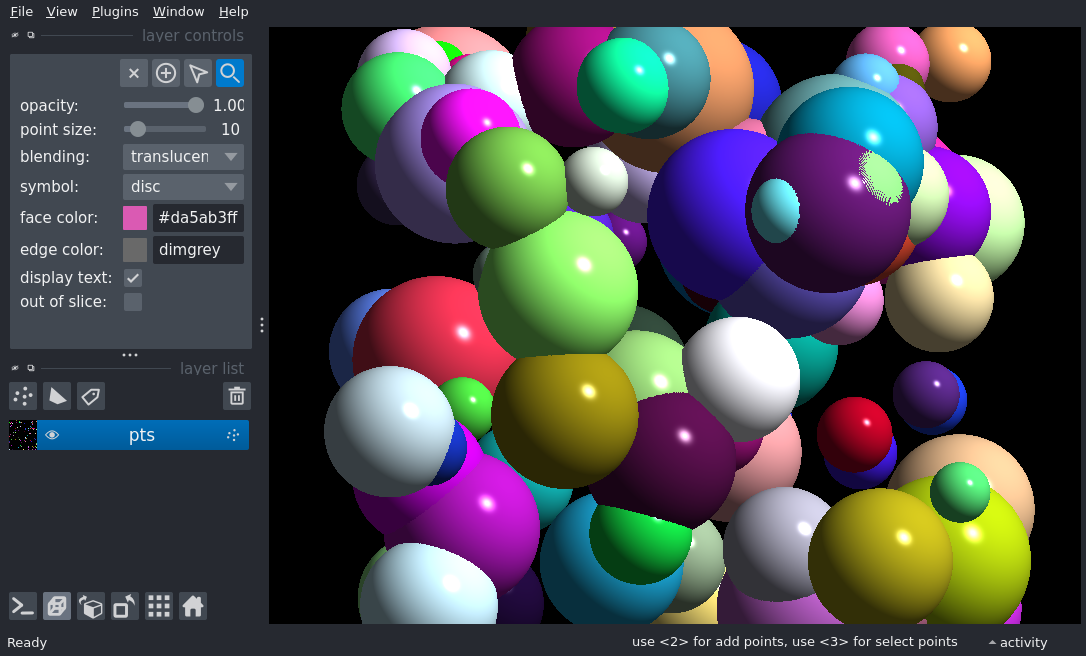 File View Plugins Window Help
layer controls
opacity: 1.00
point size: 10
blending: translucen
symbol: disc
face color: #da5ab3ff
edge color: dimgrey
display text:
out of slice:
layer list
pts
Ready
use <2> for add points, use <3> for select points
activity